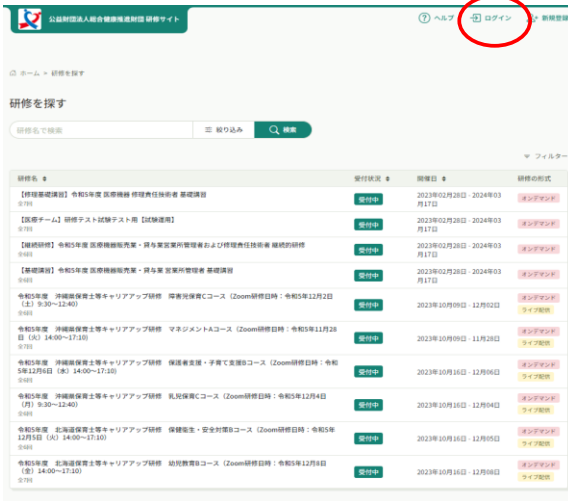 公益財団法人総合健康推進財団 研修サイト
ヘルプ
ログイン
新規登録
ホーム > 研修を探す
研修を探す
研修名で検索
絞り込み
検索
フィルター
研修名 受付状況 開催日 研修の形式
【修理基礎講習】令和5年度 医療機器 修理責任技術者 基礎講習
全7回
受付中
2023年02月28日 - 2024年03
月17日
オンデマンド
【医療チーム】研修テスト試験テスト用【試験運用】
全7回
受付中
2023年02月28日 - 2024年03
月17日
オンデマンド
【継続研修】令和5年度 医療機器販売業・貸与業営業所管理者および修理責任技術者 継続的研修
全6回
受付中
2023年02月28日 - 2024年03
月17日
オンデマンド
【基礎講習】令和5年度 医療機器販売業・貸与業 営業所管理者 基礎講習
全6回
受付中
2023年02月28日 - 2024年03
月17日
オンデマンド
令和5年度 沖縄県保育士等キャリアアップ研修 障害児保育Cコース（Zoom研修日時：令和5年12月2日
（土）9:30～12:40）
全6回
受付中
2023年10月09日 - 12月02日
オンデマンド
ライブ配信
令和5年度 沖縄県保育士等キャリアアップ研修 マネジメントAコース（Zoom研修日時：令和5年11月28
日（火）14:00～17:10)
全7回
受付中
2023年10月09日 - 11月28日
オンデマンド
ライブ配信
令和5年度 沖縄県保育士等キャリアアップ研修 保護者支援・子育て支援Bコース（Zoom研修日時：令和
5年12月6日（水）14:00～17:10)
全6回
受付中
2023年10月16日 - 12月06日
オンデマンド
ライブ配信
令和5年度 沖縄県保育士等キャリアアップ研修 乳児保育Cコース（Zoom研修日時：令和5年12月4日
（月）9:30～12:40）
全6回
受付中
2023年10月16日 - 12月04日
オンデマンド
ライブ配信
令和5年度 北海道保育士等キャリアアップ研修 保健衛生・安全対策Bコース（Zoom研修日時：令和5年
12月5日（火）14:00～17:10)
全6回
受付中
2023年10月16日 - 12月05日
オンデマンド
ライブ配信
令和5年度 北海道保育士等キャリアアップ研修 幼児教育Bコース（Zoom研修日時：令和5年12月8日
（金）14:00～17:10)
全7回
受付中
2023年10月16日 - 12月08日
オンデマンド
ライブ配信